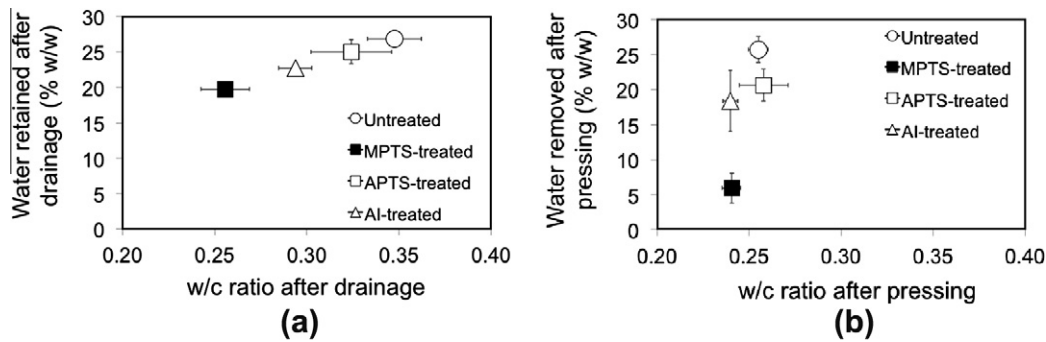 Water retained after
drainage (% w/w)
30
25
20
15
10
5
0
Untreated
MPTS-treated
APTS-treated
AI-treated
0.20
0.25
0.30
0.35
0.40
w/c ratio after drainage
(a)
Water removed after
pressing (% w/w)
30
25
20
15
10
5
0
Untreated
MPTS-treated
APTS-treated
AI-treated
0.20
0.25
0.30
0.35
0.40
w/c ratio after pressing
(b)